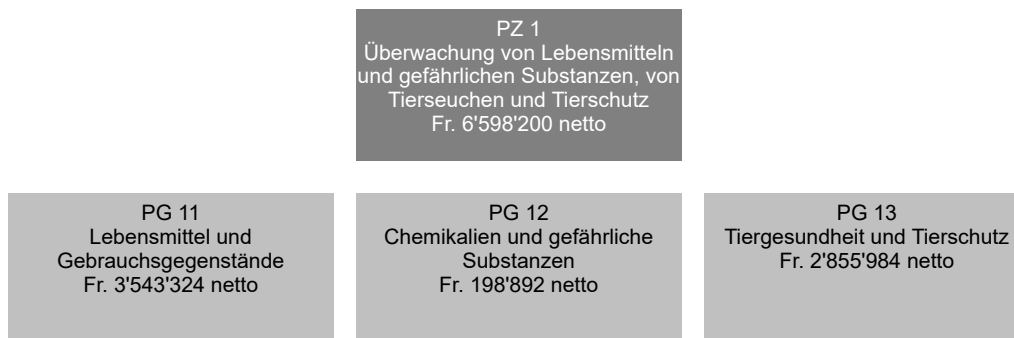 PZ 1
Überwachung von Lebensmitteln
und gefährlichen Substanzen, von
Tierseuchen und Tierschutz
Fr. 6'598'200 netto
PG 11
Lebensmittel und
Gebrauchsgegenstände
Fr. 3'543'324 netto
PG 12
Chemikalien und gefährliche
Substanzen
Fr. 198'892 netto
PG 13
Tiergesundheit und Tierschutz
Fr. 2'855'984 netto